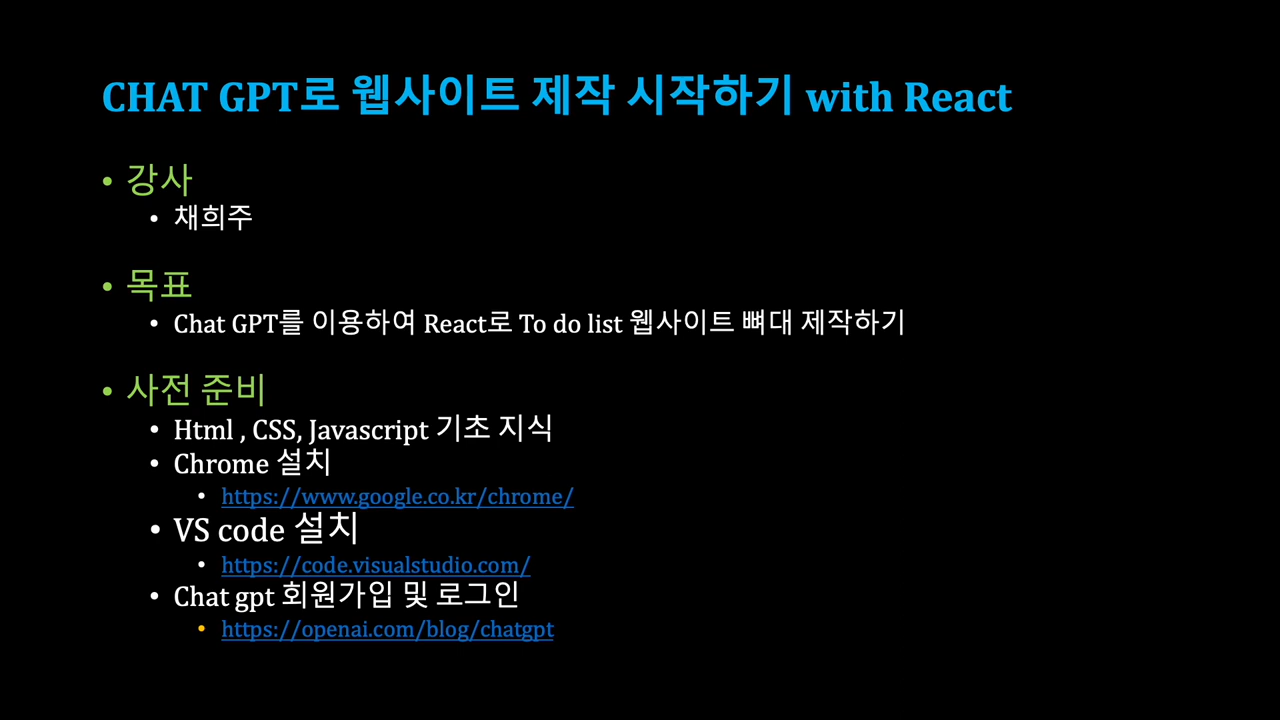 CHAT GPT로 웹사이트 제작 시작하기 with React
• 강사
• 채희주
• 목표
• Chat GPT를 이용하여 React로 To do list 웹사이트 뼈대 제작하기
• 사전 준비
• Html , CSS, Javascript 기초 지식
• Chrome 설치
• https://www.google.co.kr/chrome/
• VS code 설치
• https://code.visualstudio.com/
• Chat gpt 회원가입 및 로그인
• https://openai.com/blog/chatgpt